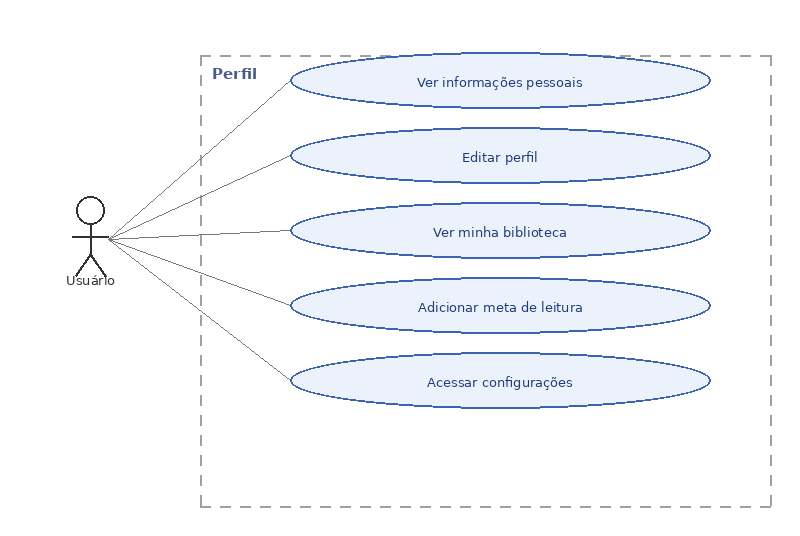 Perfil
Ver informações pessoais
Editar perfil
Ver minha biblioteca
Usuário
Adicionar meta de leitura
Acessar configurações